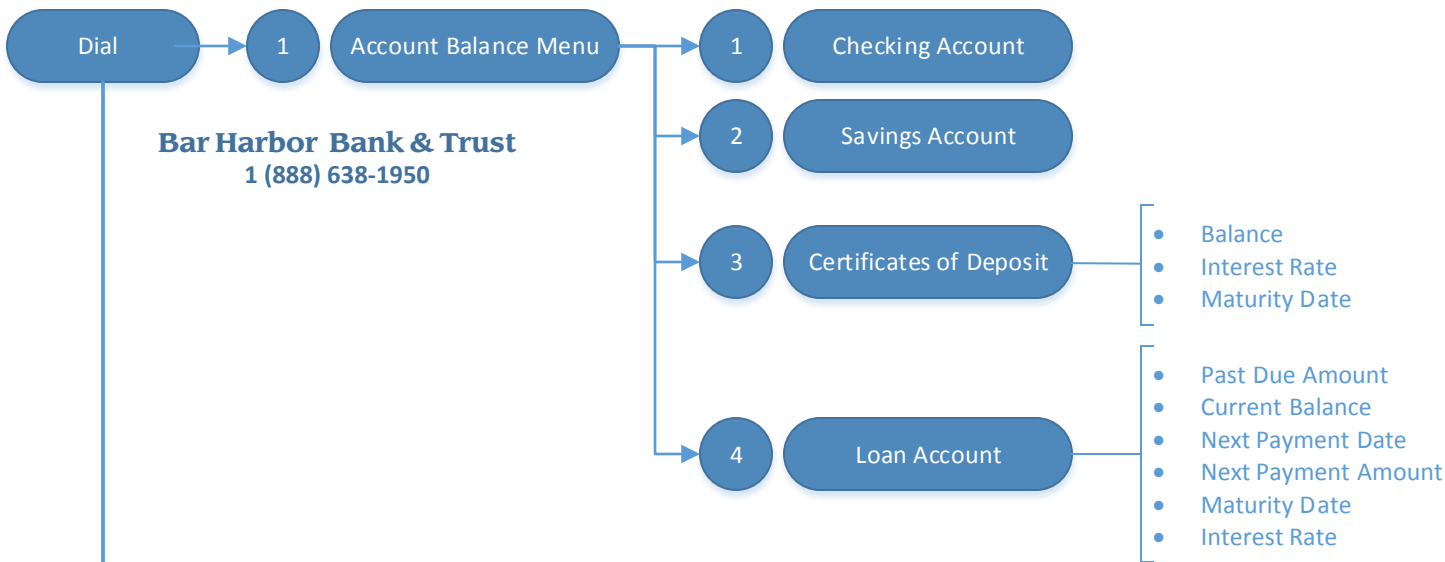 Dial
1
Account Balance Menu
1
Checking Account
Bar Harbor Bank & Trust
1 (888) 638-1950
2
Savings Account
3
Certificates of Deposit
• Balance
• Interest Rate
• Maturity Date
4
Loan Account
• Past Due Amount
• Current Balance
• Next Payment Date
• Next Payment Amount
• Maturity Date
• Interest Rate